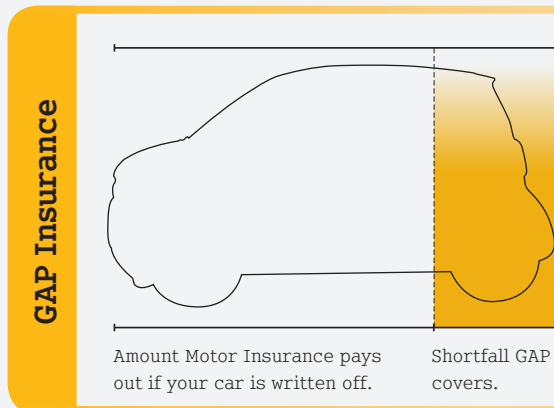 GAP Insurance
Amount Motor Insurance pays
out if your car is written off.
Shortfall GAP
covers.